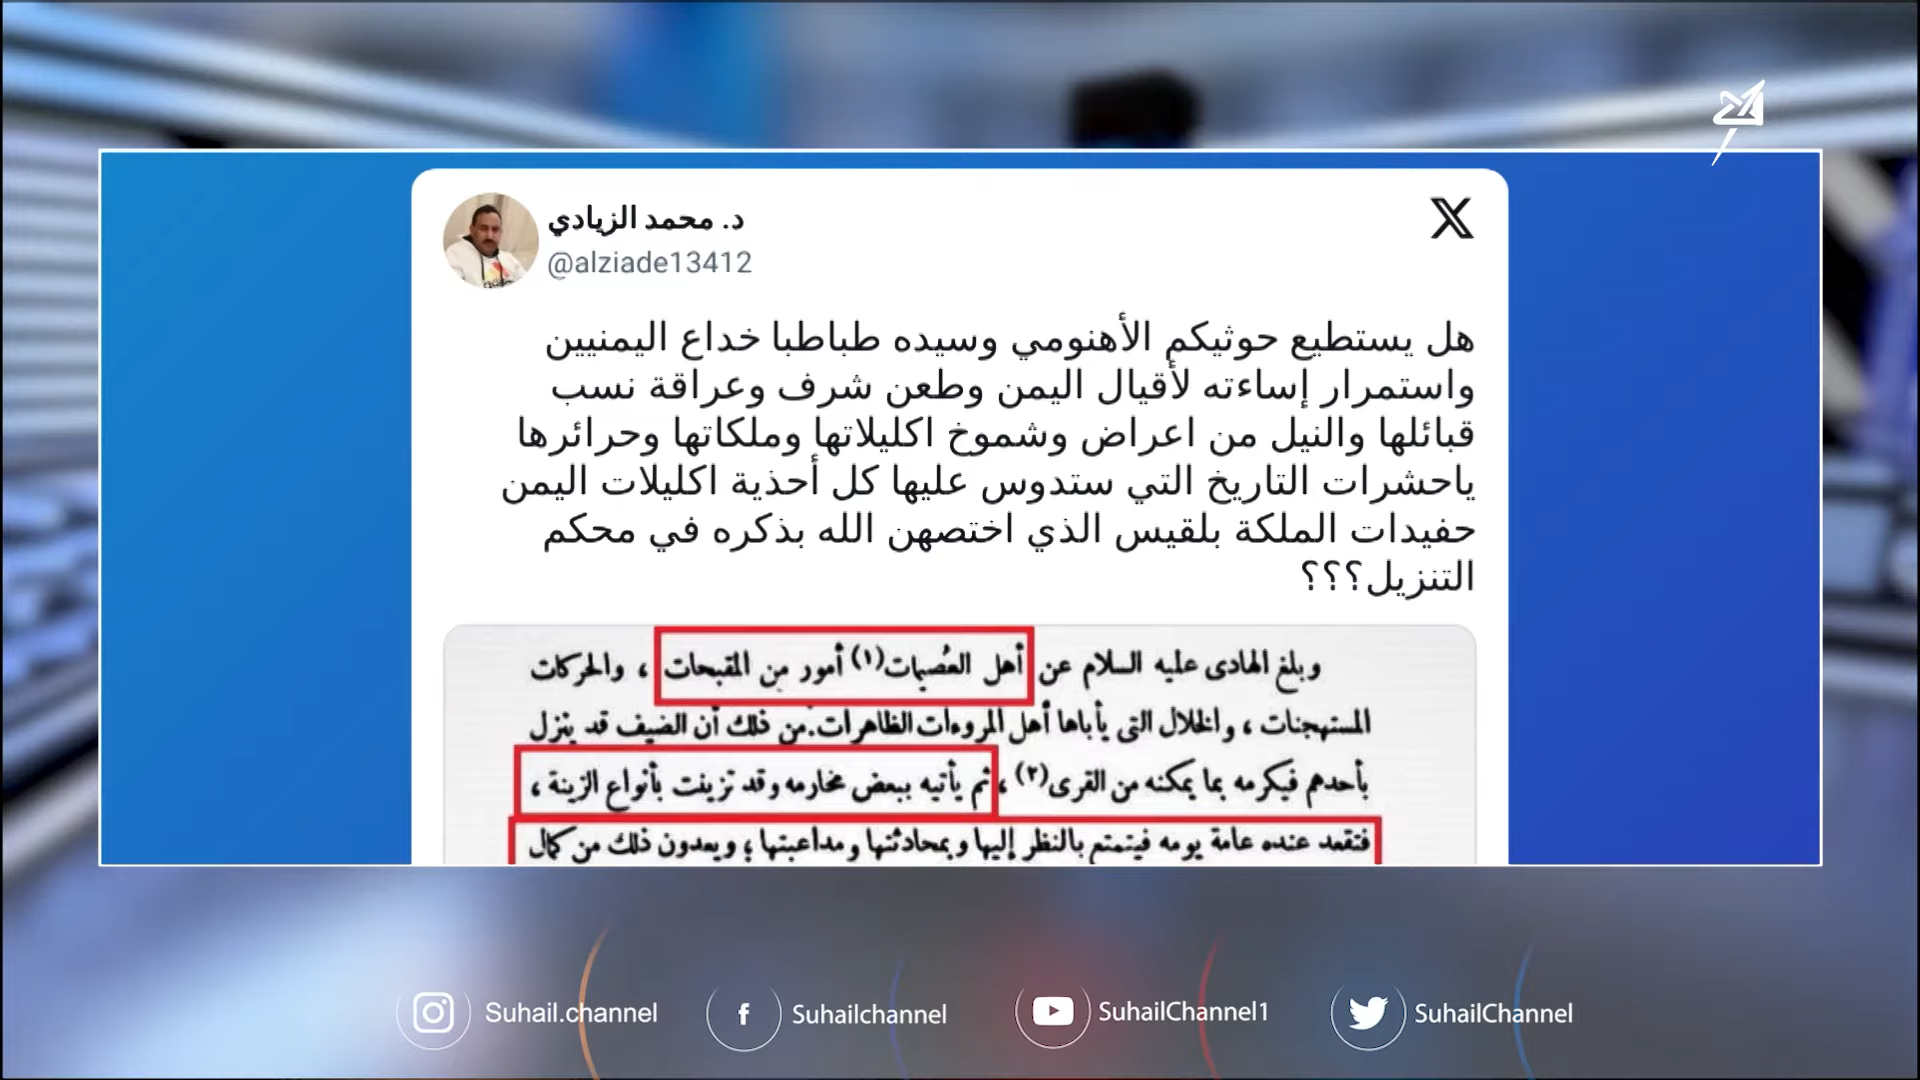 د. محمد الزيادي
@alziade13412
هل يستطيع حوثيكم الأهنومي وسيده طباطبا خداع اليمنيين
واستمرار إساءته لأقيال اليمن وطعن شرف وعراقة نسب
قبائلها والنيل من اعراض وشموخ اكليلاتها وملكاتها وحرائرها
ياحشرات التاريخ التي ستدوس عليها كل أحذية اكليلات اليمن
حفيدات الملكة بلقيس الذي اختصهن الله بذكره في محكم
التنزيل؟؟؟
وبلغ الهادى عليه السلام عن أهل العُصيمات(١) أمور من المقبحات ، والحركات
المستهجنات ، والخلال التى يأباها أهل المروءات الظاهرات. من ذلك أن الضيف قد ينزل
بأحدهم فيكرمه بما يمكنه من القرى(٢) ، ثم يأتيه ببعض محارمه وقد تزينت بأنواع الزينة ،
فتقعد عنده عامة يومه فيتمتع بالنظر إليها وبمحادثتها ومداعبتها ؛ ويعدون ذلك من كمال
Suhail.channel
Suhailchannel
SuhailChannel1
SuhailChannel